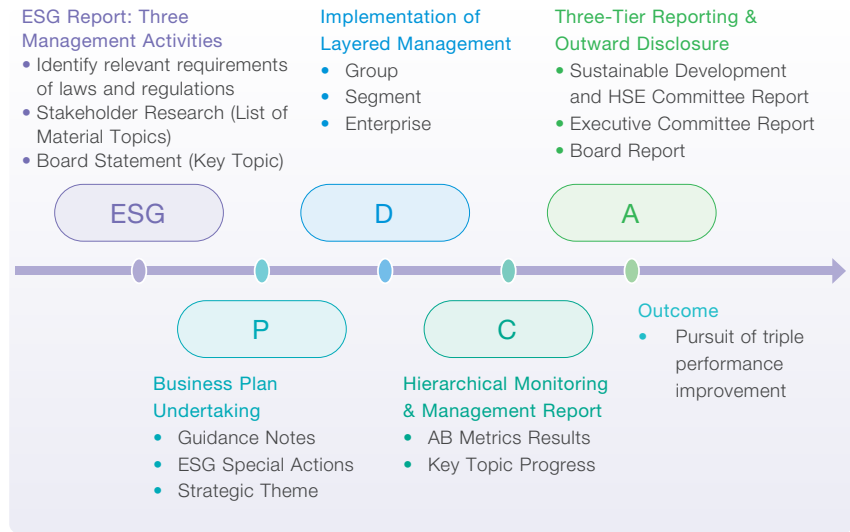 ESG Report: Three
Management Activities
• Identify relevant requirements
of laws and regulations
• Stakeholder Research (List of
Material Topics)
• Board Statement (Key Topic)
Implementation of
Layered Management
• Group
• Segment
• Enterprise
Three-Tier Reporting &
Outward Disclosure
• Sustainable Development
and HSE Committee Report
• Executive Committee Report
• Board Report
ESG
D
A
P
C
Business Plan
Undertaking
• Guidance Notes
• ESG Special Actions
• Strategic Theme
Hierarchical Monitoring
& Management Report
• AB Metrics Results
• Key Topic Progress
Outcome
• Pursuit of triple
performance
improvement